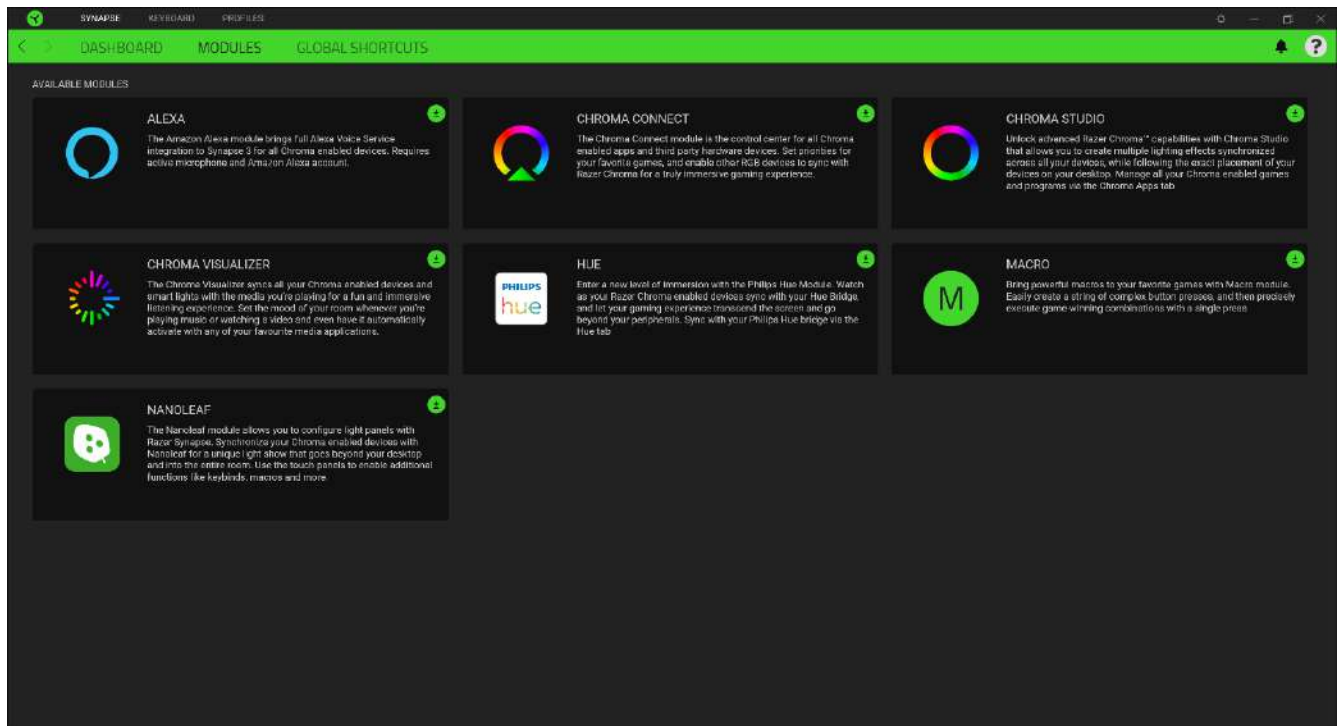 SYNAPSE KEYBOARD PROFILES
DASHBOARD MODULES GLOBAL SHORTCUTS
?
AVAILABLE MODULES
ALEXA
The Amazon Alexa module brings full Alexa Voice Service
integration to Synapse 3 for all Chroma enabled devices. Requires
active microphone and Amazon Alexa account.
CHROMA CONNECT
The Chroma Connect module is the control center for all Chroma
enabled apps and third party hardware devices. Set priorities for
your favorite games, and enable other RGB devices to sync with
Razer Chroma for a truly immersive gaming experience.
CHROMA STUDIO
Unlock advanced Razer Chroma™ capabilities with Chroma Studio
that allows you to create multiple lighting effects synchronized
across all your devices, while following the exact placement of your
devices on your desktop. Manage all your Chroma enabled games
and programs via the Chroma Apps tab
CHROMA VISUALIZER
The Chroma Visualizer syncs all your Chroma enabled devices and
smart lights with the media you're playing for a fun and immersive
listening experience. Set the mood of your room whenever you're
playing music or watching a video and even have it automatically
activate with any of your favourite media applications.
PHILIPS
hue
HUE
Enter a new level of immersion with the Philips Hue Module. Watch
as your Razer Chroma enabled devices sync with your Hue Bridge,
and let your gaming experience transcend the screen and go
beyond your peripherals. Sync with your Philips Hue bridge via the
Hue tab
M
MACRO
Bring powerful macros to your favorite games with Macro module.
Easily create a string of complex button presses, and then precisely
execute game-winning combinations with a single press
NANOLEAF
The Nanoleaf module allows you to configure light panels with
Razer Synapse. Synchronize your Chroma enabled devices with
Nanoleaf for a unique light show that goes beyond your desktop
and into the entire room. Use the touch panels to enable additional
functions like keybinds, macros and more